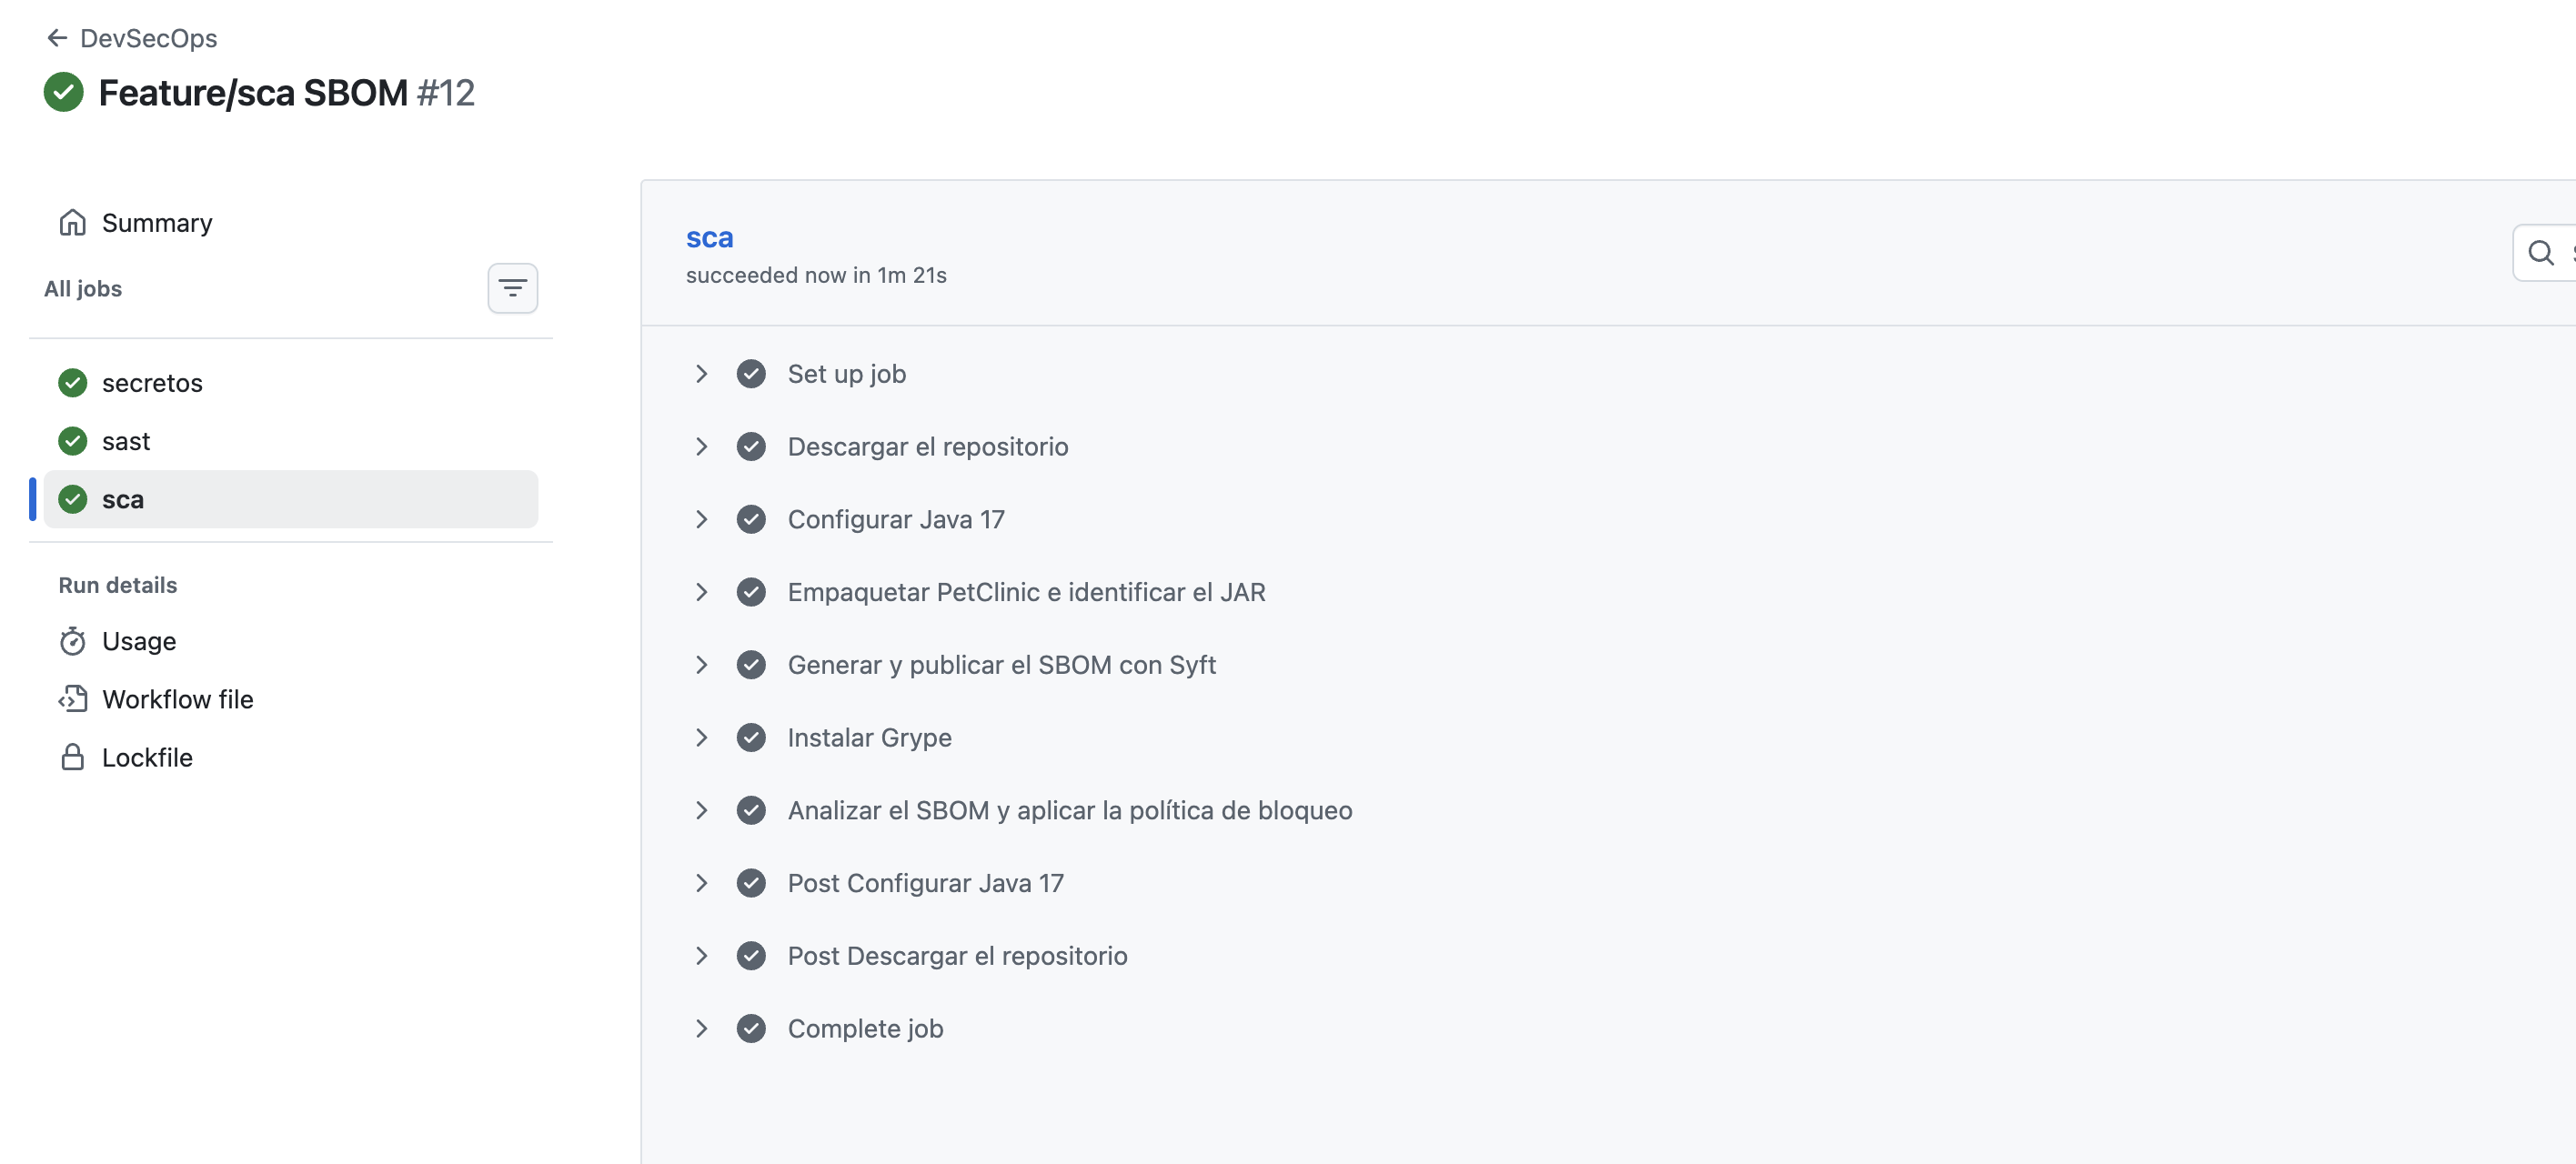 DevSecOps
Feature/sca SBOM #12
Summary
All jobs
secretos
sast
sca
Run details
Usage
Workflow file
Lockfile
sca
succeeded now in 1m 21s
Set up job
Descargar el repositorio
Configurar Java 17
Empaquetar PetClinic e identificar el JAR
Generar y publicar el SBOM con Syft
Instalar Grype
Analizar el SBOM y aplicar la política de bloqueo
Post Configurar Java 17
Post Descargar el repositorio
Complete job